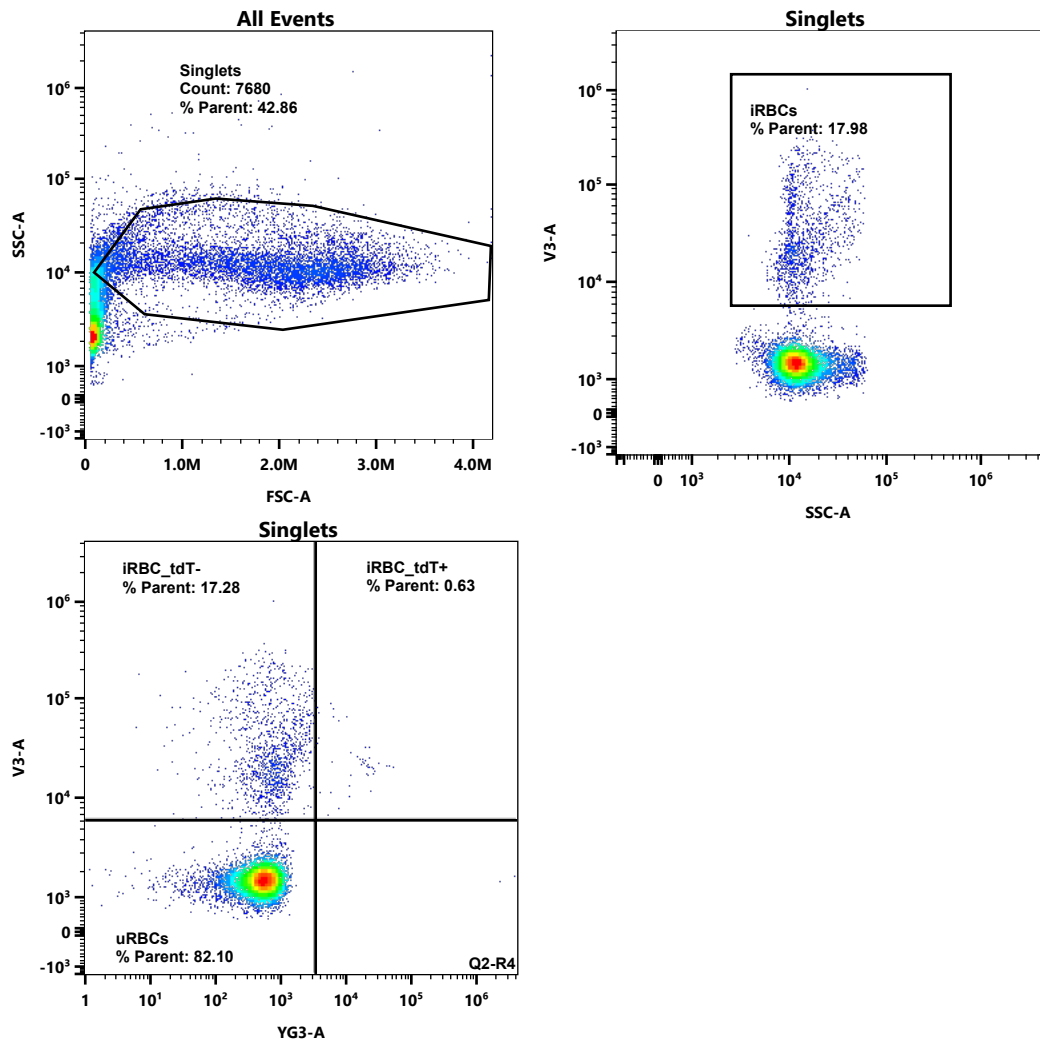 All Events
Singlets
Count: 7680
% Parent: 42.86
10⁶
10⁵
10⁴
10³
0
-10³
SSC-A
0
1.0M
2.0M
3.0M
4.0M
FSC-A
Singlets
iRBCs
% Parent: 17.98
10⁶
10⁵
10⁴
10³
0
-10³
V3-A
0
10³
10⁴
10⁵
10⁶
SSC-A
Singlets
iRBC_tdT-
% Parent: 17.28
iRBC_tdT+
% Parent: 0.63
10⁶
10⁵
10⁴
10³
0
-10³
V3-A
uRBCs
% Parent: 82.10
Q2-R4
1
10¹
10²
10³
10⁴
10⁵
10⁶
YG3-A